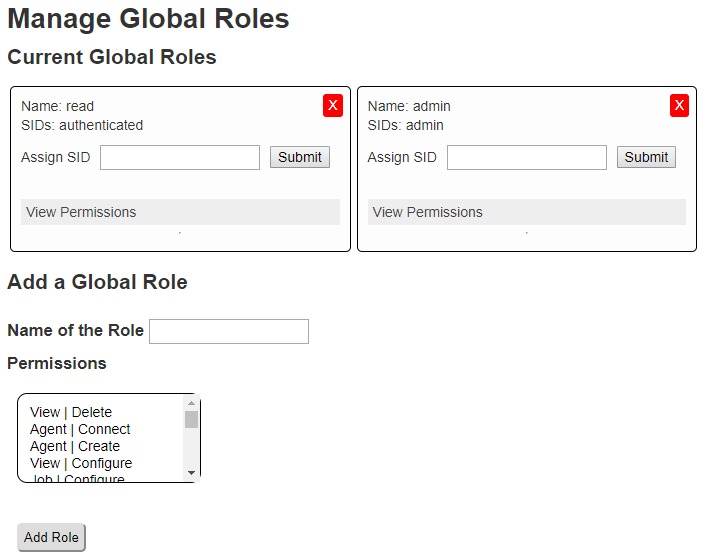 Manage Global Roles
Current Global Roles
Name: read
SIDs: authenticated
X
Assign SID
Submit
View Permissions
Name: admin
SIDs: admin
X
Assign SID
Submit
View Permissions
Add a Global Role
Name of the Role
Permissions
View | Delete
Agent | Connect
Agent | Create
View | Configure
Job | Configure
Add Role